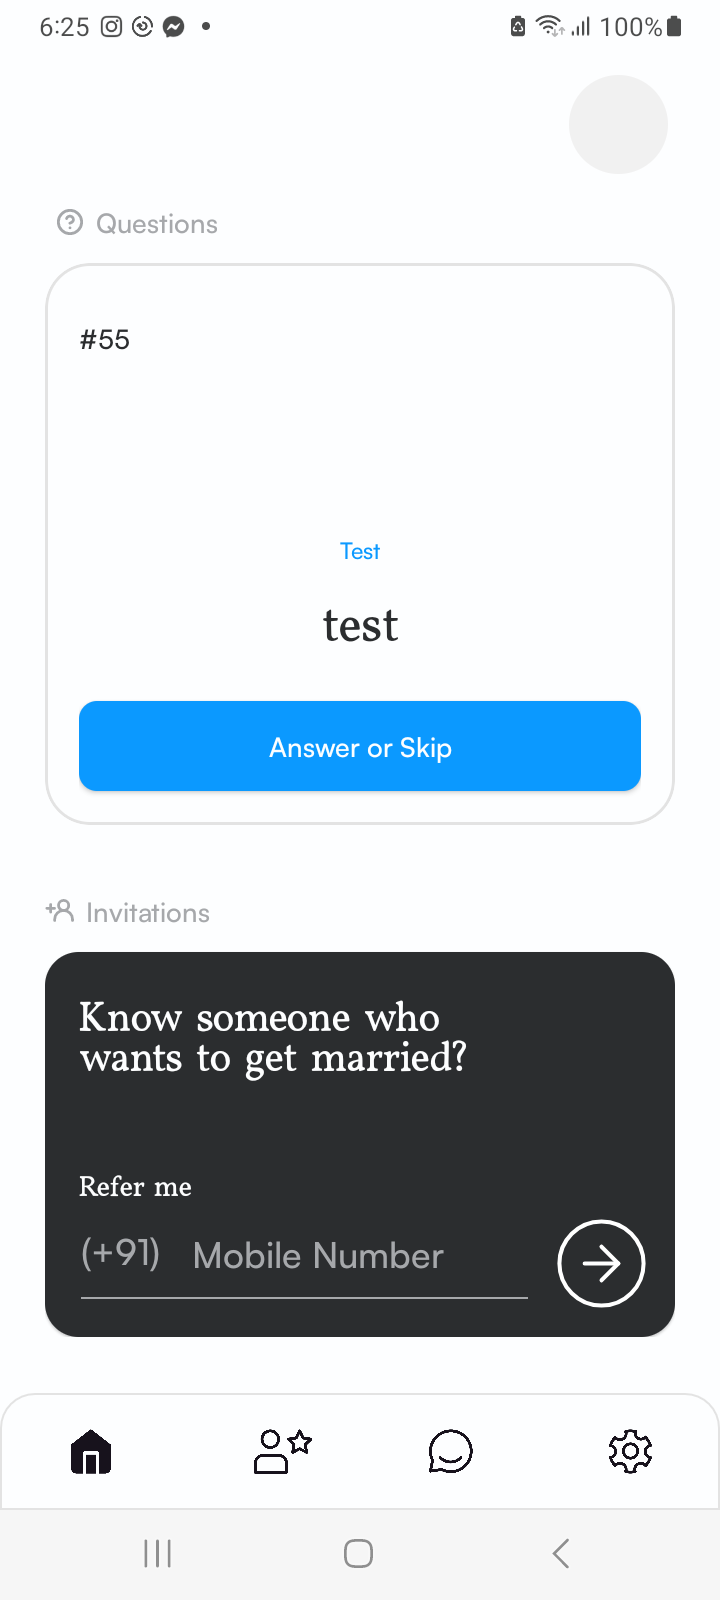 6:25
100%
Questions
#55
Test
test
Answer or Skip
Invitations
Know someone who
wants to get married?
Refer me
(+91) Mobile Number